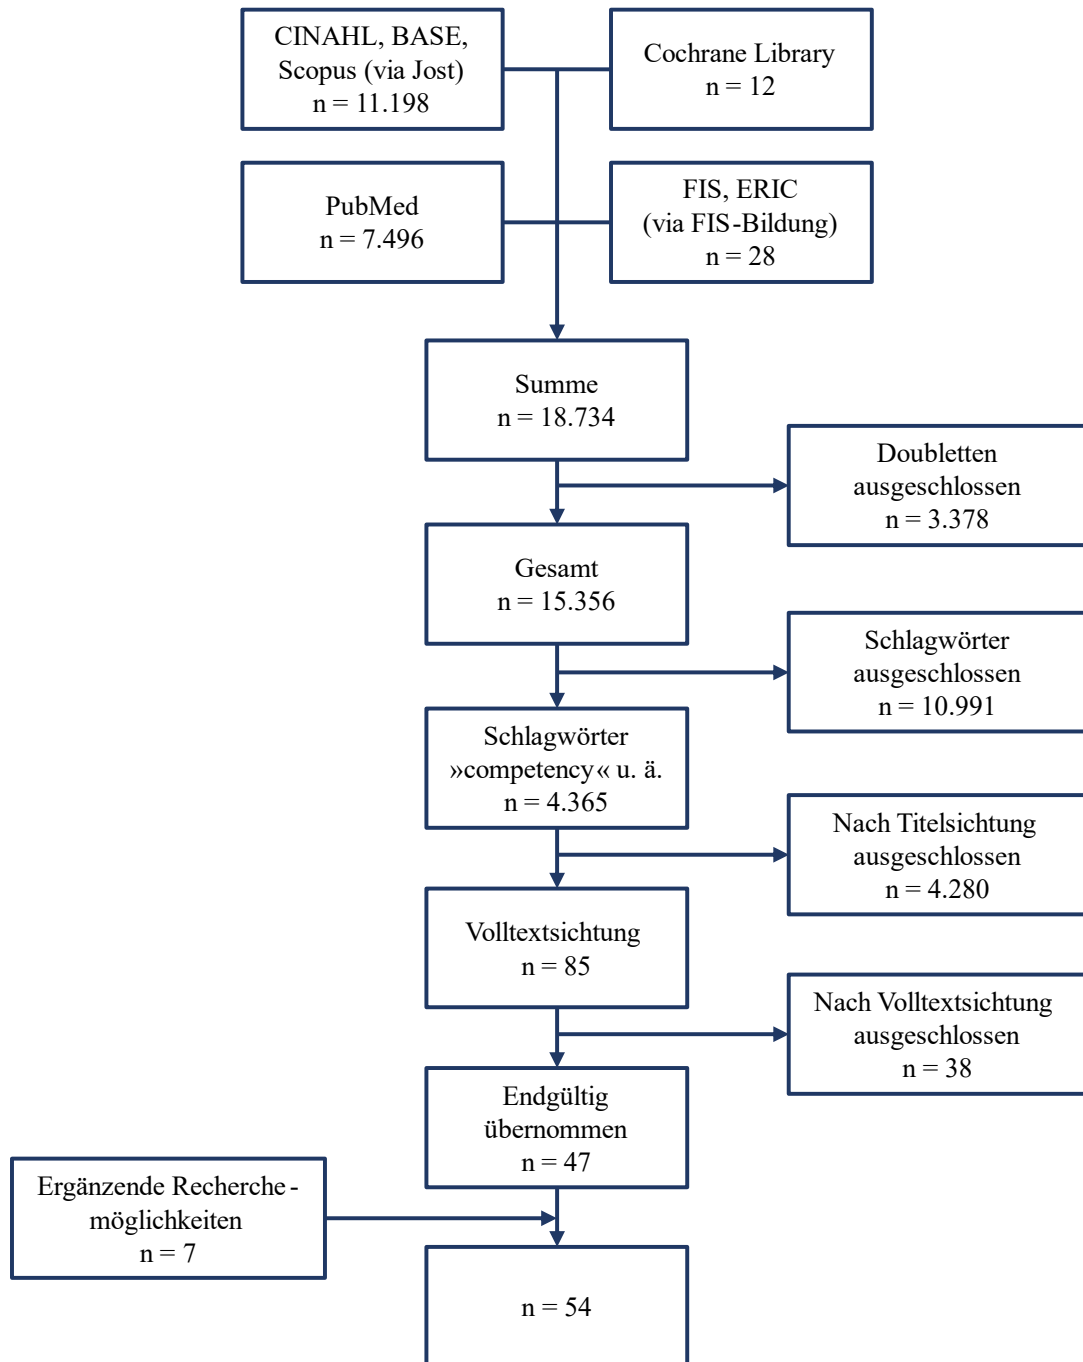 CINAHL, BASE,
Scopus (via Jost)
n = 11.198
Cochrane Library
n = 12
PubMed
n = 7.496
FIS, ERIC
(via FIS-Bildung)
n = 28
Summe
n = 18.734
Doubletten
ausgeschlossen
n = 3.378
Gesamt
n = 15.356
Schlagwörter
ausgeschlossen
n = 10.991
Schlagwörter
»competency« u. ä.
n = 4.365
Nach Titelsichtung
ausgeschlossen
n = 4.280
Volltextsichtung
n = 85
Nach Volltextsichtung
ausgeschlossen
n = 38
Endgültig
übernommen
n = 47
Ergänzende Recherche-
möglichkeiten
n = 7
n = 54